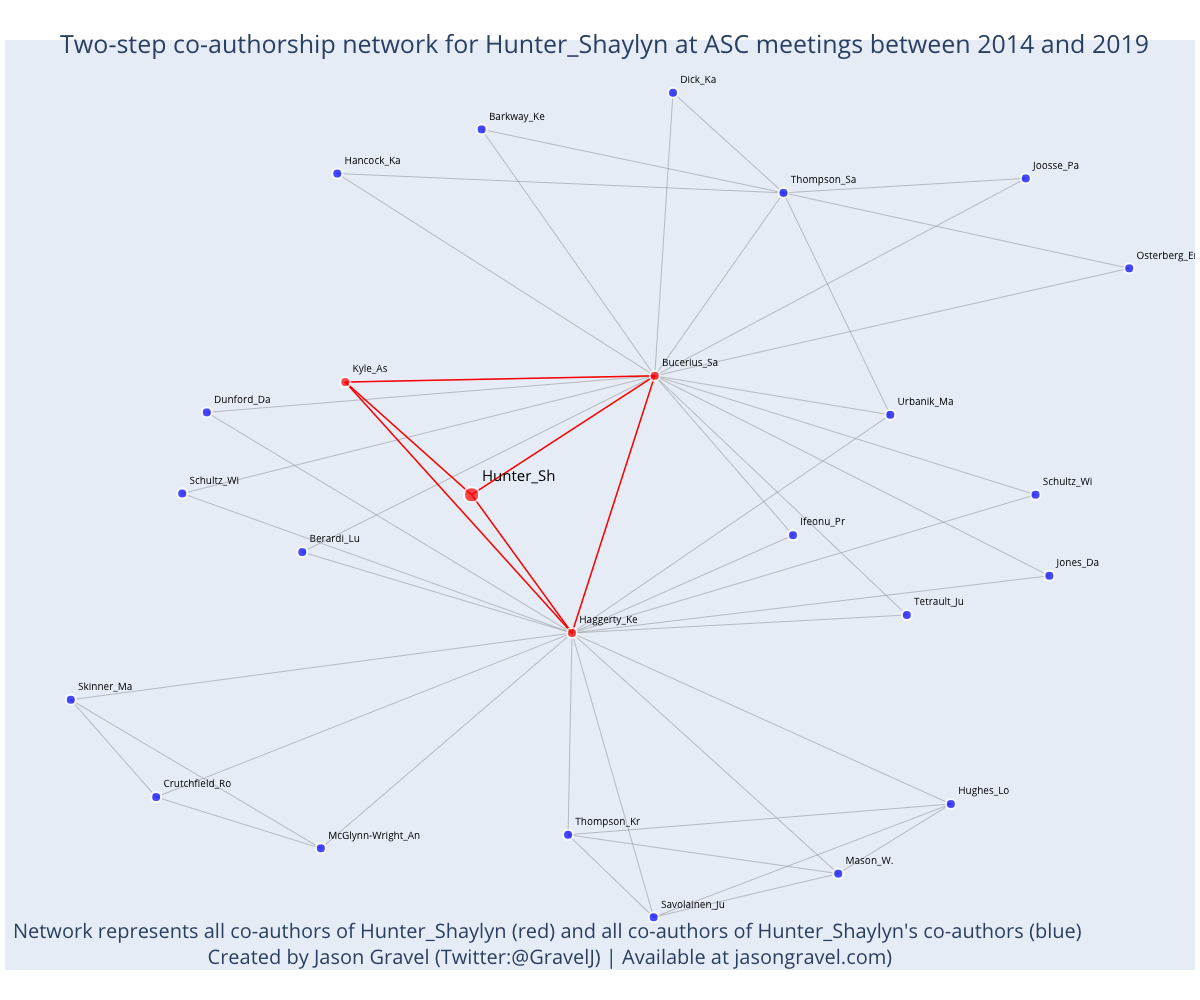 Two-step co-authorship network for Hunter_Shaylyn at ASC meetings between 2014 and 2019
Dick_Ka
Barkway_Ke
Hancock_Ka
Joosse_Pa
Thompson_Sa
Osterberg_Er
Bucerius_Sa
Kyle_As
Dunford_Da
Urbanik_Ma
Hunter_Sh
Schultz_Wi
Schultz_Wi
Ifeonu_Pr
Berardi_Lu
Jones_Da
Tetrault_Ju
Haggerty_Ke
Skinner_Ma
Crutchfield_Ro
Hughes_Lo
Thompson_Kr
McGlynn-Wright_An
Mason_W.
Savolainen_Ju
Network represents all co-authors of Hunter_Shaylyn (red) and all co-authors of Hunter_Shaylyn's co-authors (blue)
Created by Jason Gravel (Twitter:@GravelJ) | Available at jasongravel.com)